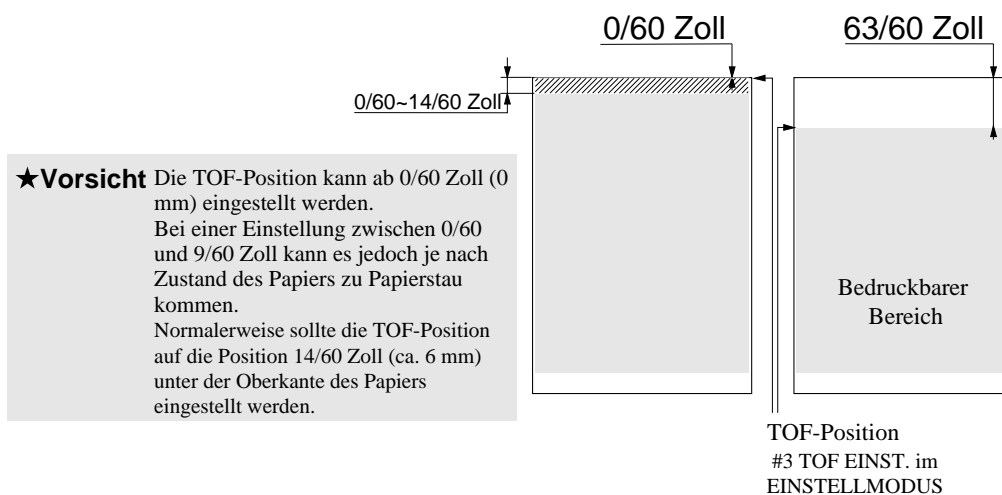 0/60 Zoll
63/60 Zoll
0/60~14/60 Zoll
★Vorsicht Die TOF-Position kann ab 0/60 Zoll (0
mm) eingestellt werden.
Bei einer Einstellung zwischen 0/60
und 9/60 Zoll kann es jedoch je nach
Zustand des Papiers zu Papierstau
kommen.
Normalerweise sollte die TOF-Position
auf die Position 14/60 Zoll (ca. 6 mm)
unter der Oberkante des Papiers
eingestellt werden.
Bedruckbarer
Bereich
TOF-Position
#3 TOF EINST. im
EINSTELLMODUS